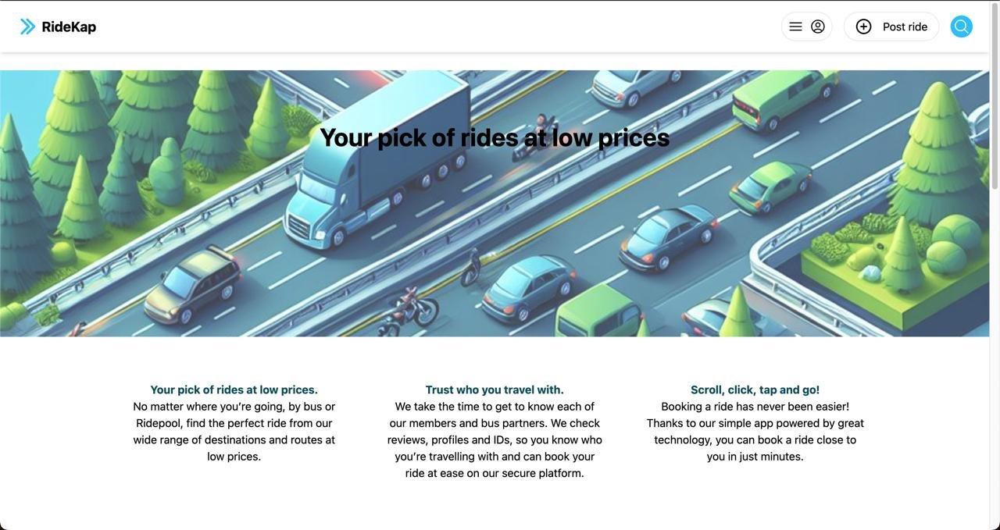 RideKap
Post ride
Your pick of rides at low prices
Your pick of rides at low prices.
No matter where you’re going, by bus or
Ridepool, find the perfect ride from our
wide range of destinations and routes at
low prices.
Trust who you travel with.
We take the time to get to know each of
our members and bus partners. We check
reviews, profiles and IDs, so you know who
you’re travelling with and can book your
ride at ease on our secure platform.
Scroll, click, tap and go!
Booking a ride has never been easier!
Thanks to our simple app powered by great
technology, you can book a ride close to
you in just minutes.